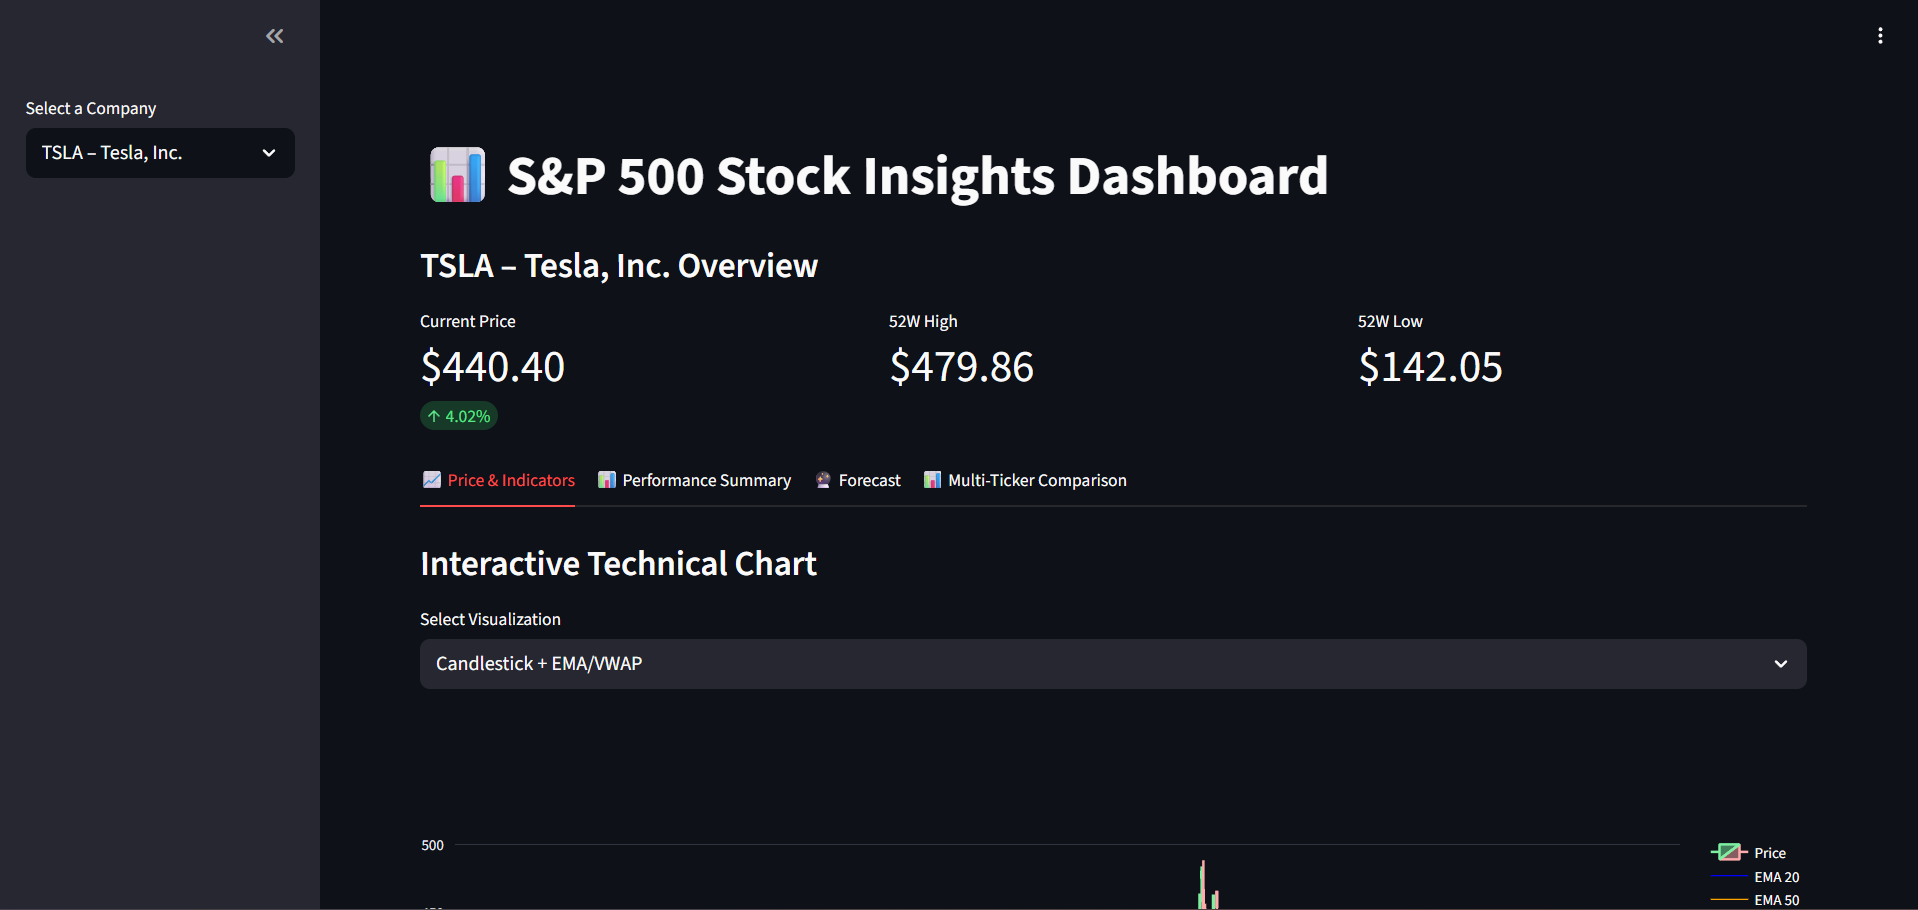 Select a Company
TSLA – Tesla, Inc.
S&P 500 Stock Insights Dashboard
TSLA – Tesla, Inc. Overview
Current Price
$440.40
↑ 4.02%
52W High
$479.86
52W Low
$142.05
Price & Indicators
Performance Summary
Forecast
Multi-Ticker Comparison
Interactive Technical Chart
Select Visualization
Candlestick + EMA/VWAP
500
Price
EMA 20
EMA 50